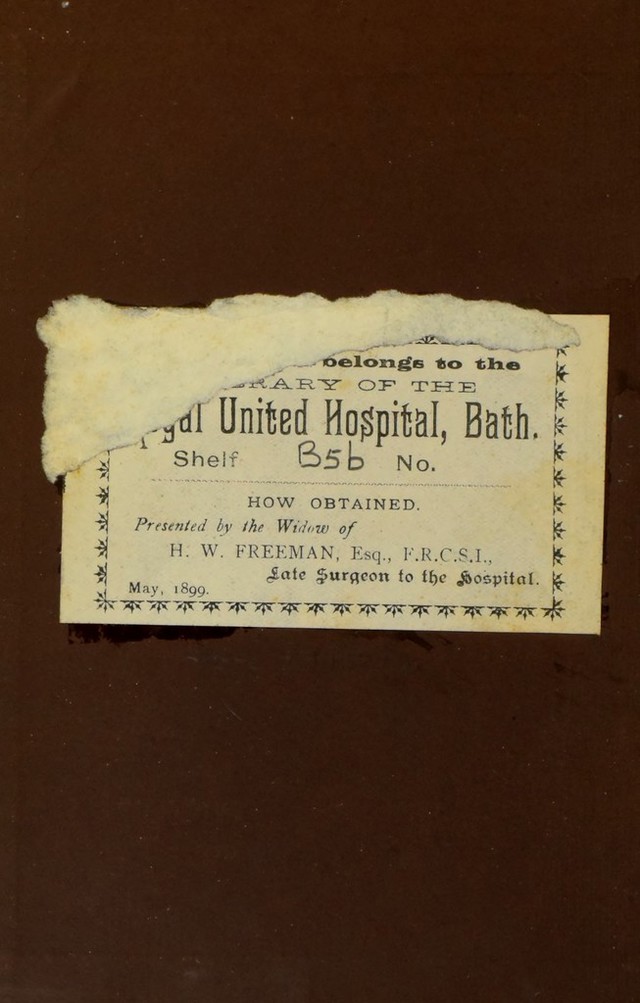 belongs to the
RARY OF THE
yal United Hospital, Bath.
Shelf B5b No.
HOW OBTAINED.
Presented by the Widow of
H. W. FREEMAN, Esq., F.R.C.S.I.,
Late Surgeon to the Hospital.
May, 1899.